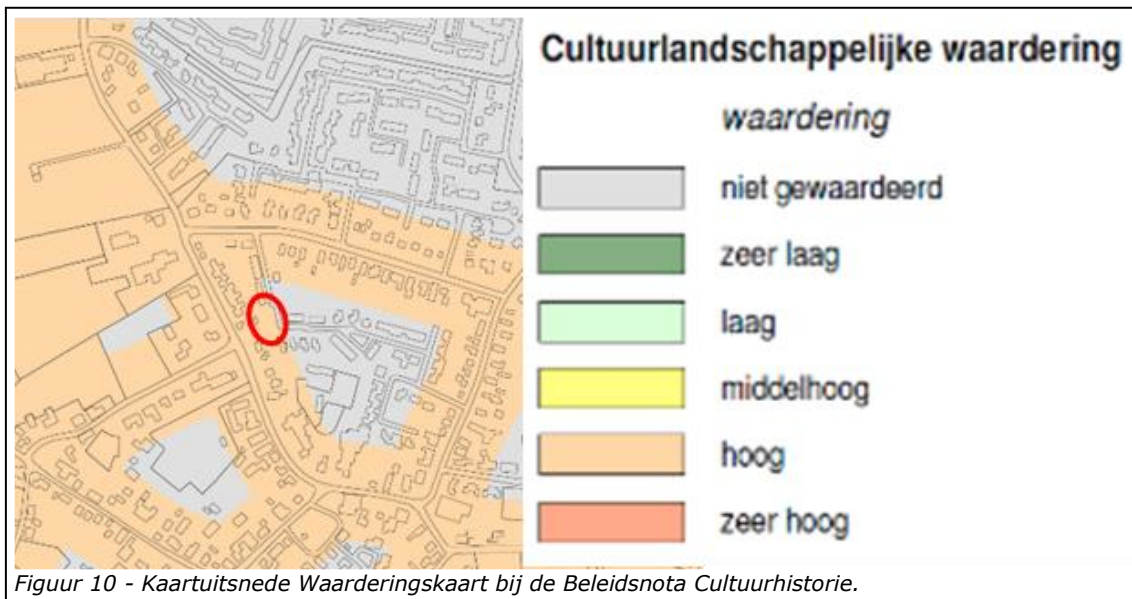 Cultuurlandschappelijke waardering
waardering
niet gewaardeerd
zeer laag
laag
middelhoog
hoog
zeer hoog
Figuur 10 - Kaartuitsnede Waarderingskaart bij de Beleidsnota Cultuurhistorie.